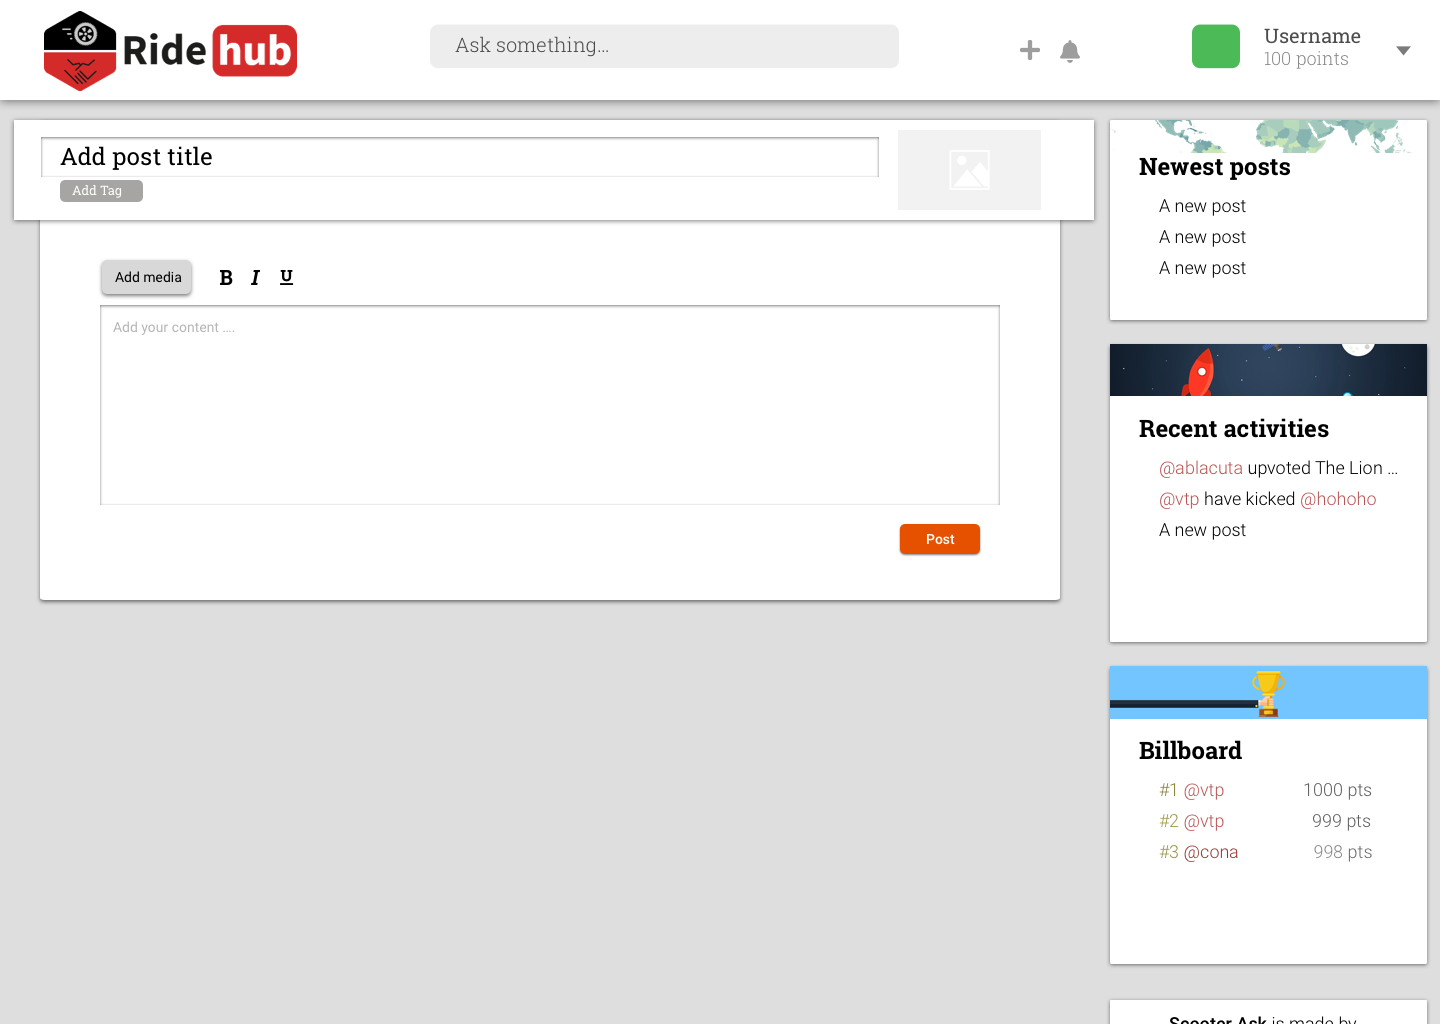 Ride hub
Ask something...
Username
100 points
Add post title
Add Tag
Add media B I U
Add your content ....
Post
Newest posts
A new post
A new post
A new post
Recent activities
@ablacuta upvoted The Lion ...
@vtp have kicked @hohoho
A new post
Billboard
#1 @vtp 1000 pts
#2 @vtp 999 pts
#3 @cona 998 pts
Scooter Ask is made by